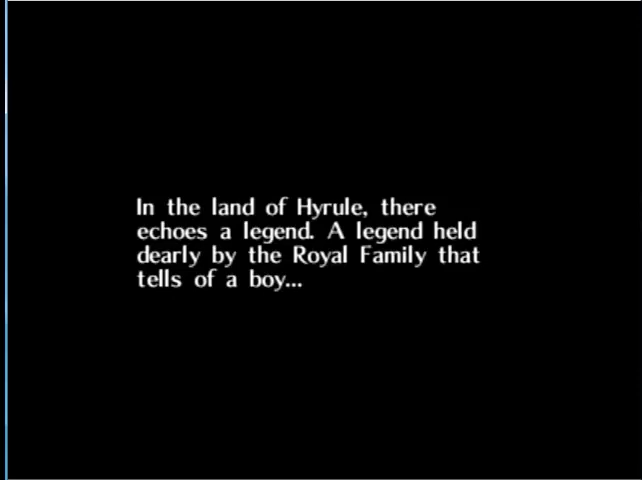 In the land of Hyrule, there
echoes a legend. A legend held
dearly by the Royal Family that
tells of a boy...